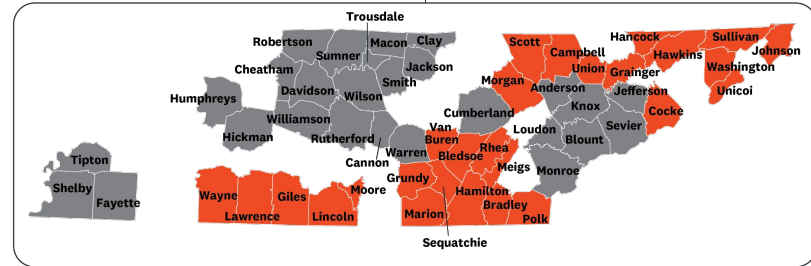 Trousdale
Robertson
Sumner
Macon
Clay
Cheatham
Jackson
Smith
Davidson
Wilson
Humphreys
Williamson
Hickman
Rutherford
Cannon
Warren
Tipton
Shelby
Fayette
Wayne
Lawrence
Giles
Lincoln
Moore
Scott
Campbell
Hancock
Sullivan
Johnson
Hawkins
Union
Grainger
Washington
Morgan
Anderson
Jefferson
Unicoi
Knox
Cocke
Cumberland
Loudon
Sevier
Blount
Van
Buren
Rhea
Bledsoe
Meigs
Monroe
Grundy
Hamilton
Bradley
Marion
Polk
Sequatchie